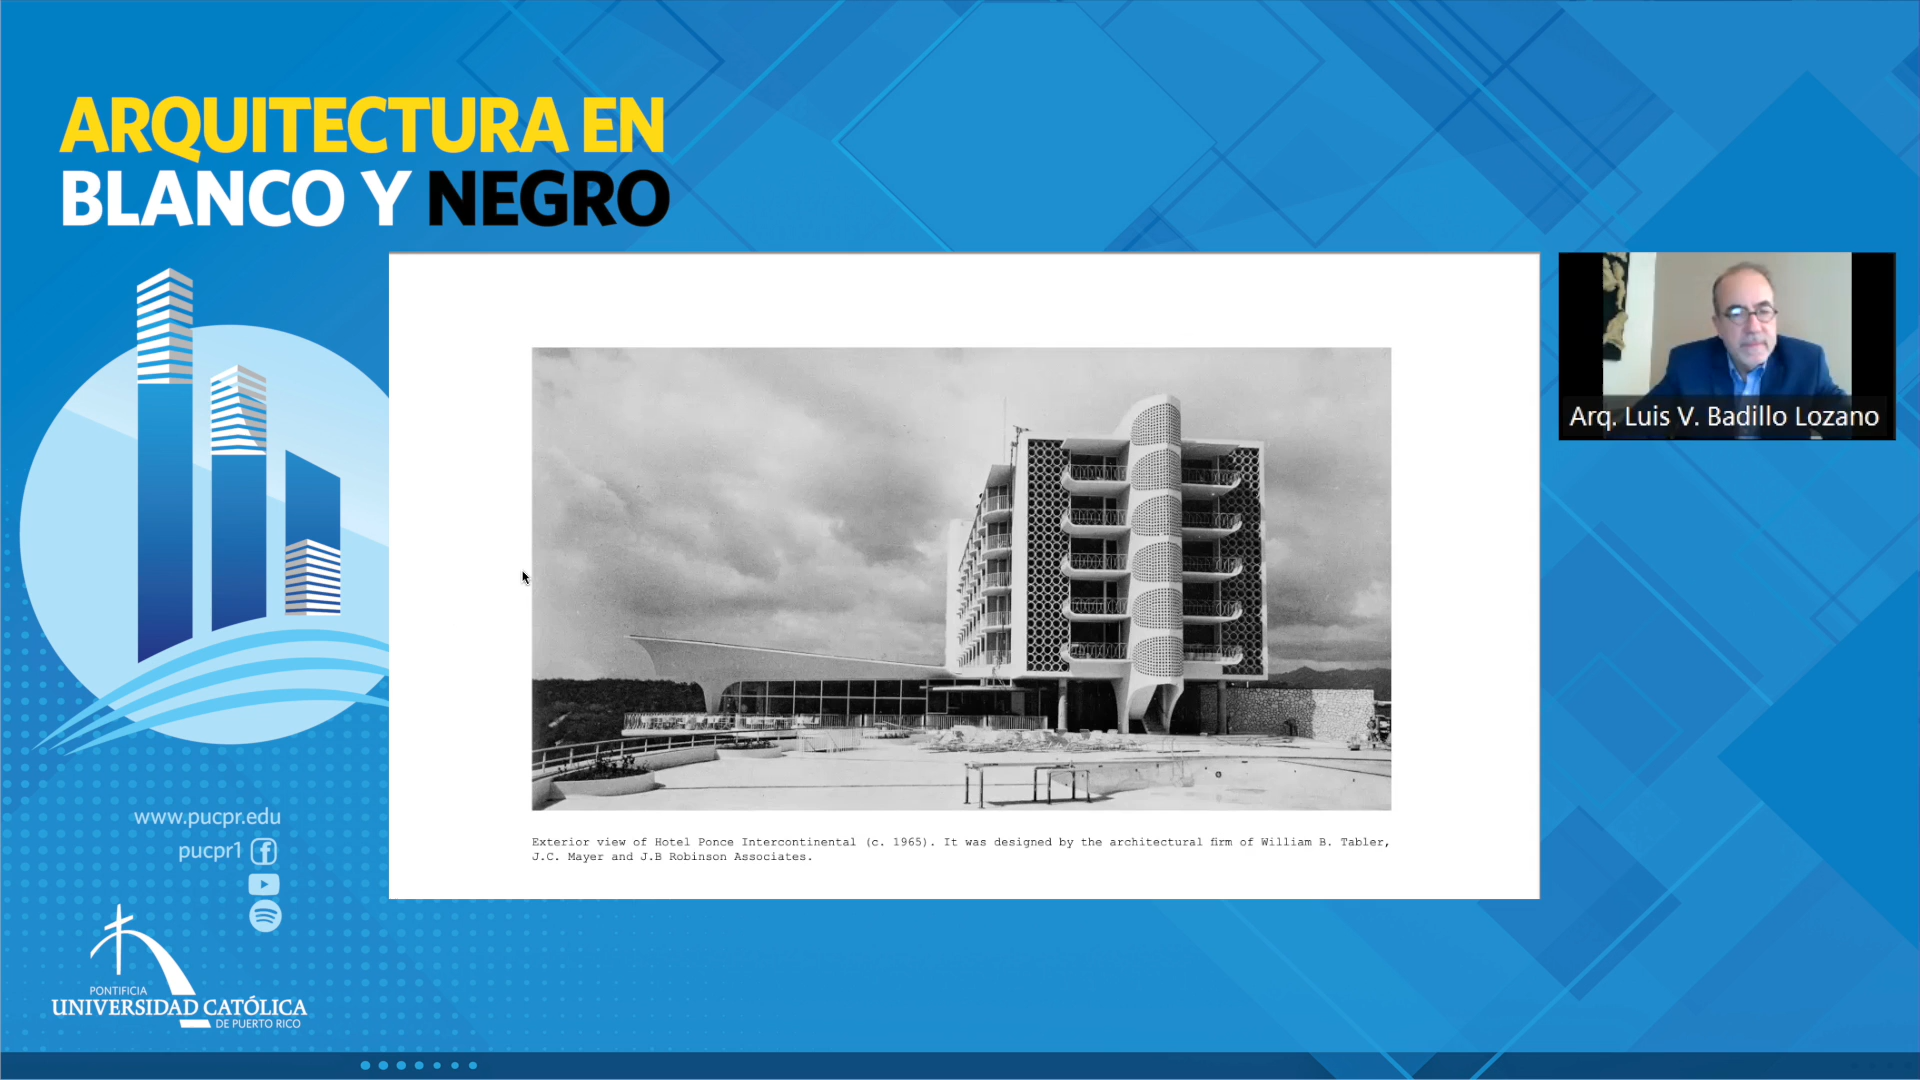 ARQUITECTURA EN
BLANCO Y NEGRO
Arq. Luis V. Badillo Lozano
Exterior view of Hotel Ponce Intercontinental (c. 1965). It was designed by the architectural firm of William B. Tabler,
J.C. Mayer and J.B Robinson Associates.
www.pucpr.edu
pucpr1
PONTIFICIA
UNIVERSIDAD CATÓLICA
DE PUERTO RICO